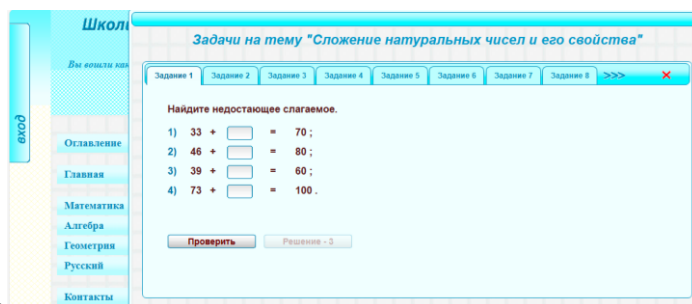 Школ
Задачи на тему "Сложение натуральных чисел и его свойства"
Вы вошли как
вход
Задание 1 Задание 2 Задание 3 Задание 4 Задание 5 Задание 6 Задание 7 Задание 8 >>> ×
Найдите недостающее слагаемое.
1) 33 + = 70 ;
2) 46 + = 80 ;
3) 39 + = 60 ;
4) 73 + = 100 .
Проверить Решение - 3
Оглавление
Главная
Математика
Алгебра
Геометрия
Русский
Контакты